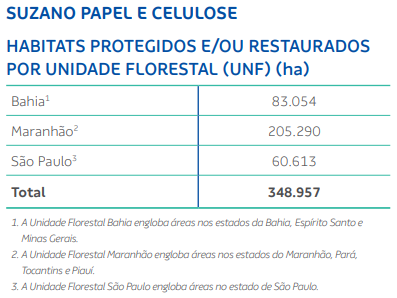 SUZANO PAPEL E CELULOSE
HABITATS PROTEGIDOS E/OU RESTAURADOS
POR UNIDADE FLORESTAL (UNF) (ha)
Bahia¹ 83.054
Maranhão² 205.290
São Paulo³ 60.613
Total 348.957
1. A Unidade Florestal Bahia engloba áreas nos estados da Bahia, Espírito Santo e
Minas Gerais.
2. A Unidade Florestal Maranhão engloba áreas nos estados do Maranhão, Pará,
Tocantins e Piauí.
3. A Unidade Florestal São Paulo engloba áreas no estado de São Paulo.